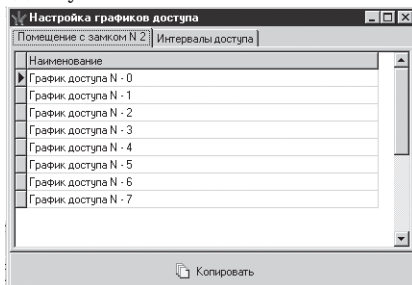 Настройка графиков доступа
Помещение с замком N 2 Интервалы доступа
Наименование
График доступа N - 0
График доступа N - 1
График доступа N - 2
График доступа N - 3
График доступа N - 4
График доступа N - 5
График доступа N - 6
График доступа N - 7
Копировать